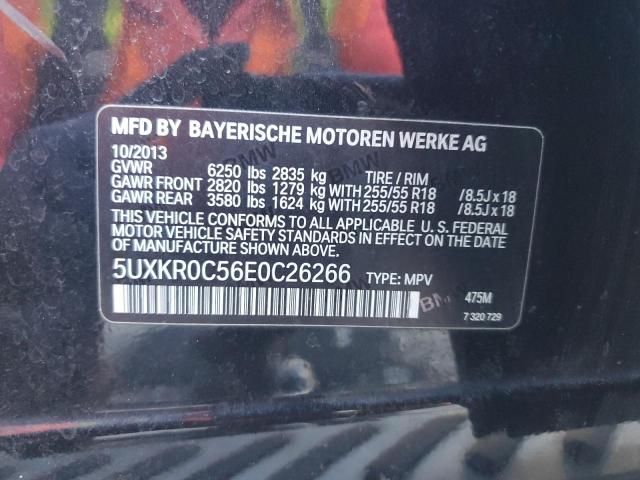 MFD BY BAYERISCHE MOTOREN WERKE AG
10/2013
GVWR 6250 lbs 2835 kg TIRE / RIM
GAWR FRONT 2820 lbs 1279 kg WITH 255/55 R18 /8.5J x 18
GAWR REAR 3580 lbs 1624 kg WITH 255/55 R18 /8.5J x 18
THIS VEHICLE CONFORMS TO ALL APPLICABLE U. S. FEDERAL
MOTOR VEHICLE SAFETY STANDARDS IN EFFECT ON THE DATE OF
MANUFACTURE SHOWN ABOVE.
5UXKR0C56E0C26266 TYPE: MPV
475M
7 320 729